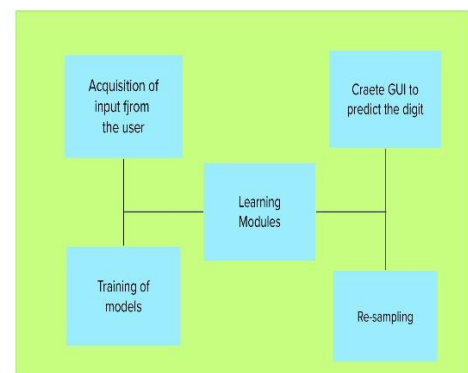 Acquisition of
input fjrom
the user
Craete GUI to
predict the digit
Learning
Modules
Training of
models
Re-sampling